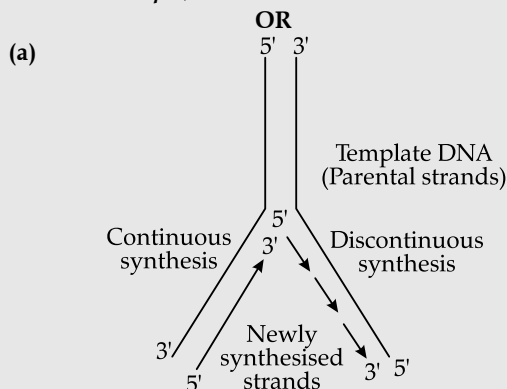 OR
(a)
5' 3'
Template DNA
(Parental strands)
5'
Continuous
synthesis
3'
Discontinuous
synthesis
3'
5'
Newly
synthesised
strands
3' 5'